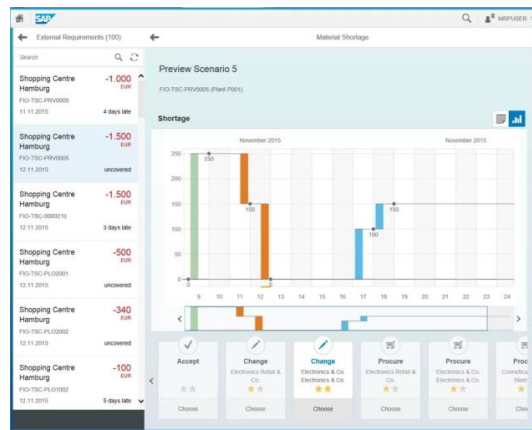 SAP
MRPUSER
External Requirements (100)
Material Shortage
Search
Shopping Centre
Hamburg
-1.000
EUR
FIO-TSC-PRV0005
11.11.2015
4 days late
Shopping Centre
Hamburg
-1.500
EUR
FIO-TSC-PRV0005
12.11.2015
uncovered
Shopping Centre
Hamburg
-1.500
EUR
FIO-TSC-0000210
12.11.2015
3 days late
Shopping Centre
Hamburg
-500
EUR
FIO-TSC-PLO2001
12.11.2015
uncovered
Shopping Centre
Hamburg
-340
EUR
FIO-TSC-PLO2002
12.11.2015
uncovered
Shopping Centre
Hamburg
-100
EUR
FIO-TSC-PLO1002
12.11.2015
5 days late
Preview Scenario 5
FIO-TSC-PRV0005 (Plant P001)
Shortage
November 2015
November 2015
250
200
150
100
50
0
250
150
150
100
0
0
9 10 11 12 13 14 15 16 17 18 19 20 21 22 23 24
Accept
Choose
Change
Electronics Retail &
Co.
Choose
Change
Electronics & Co.
Electronics & Co.
Choose
Procure
Electronics Retail &
Co.
Choose
Procure
Electronics & Co.
Electronics & Co.
Choose
Proc